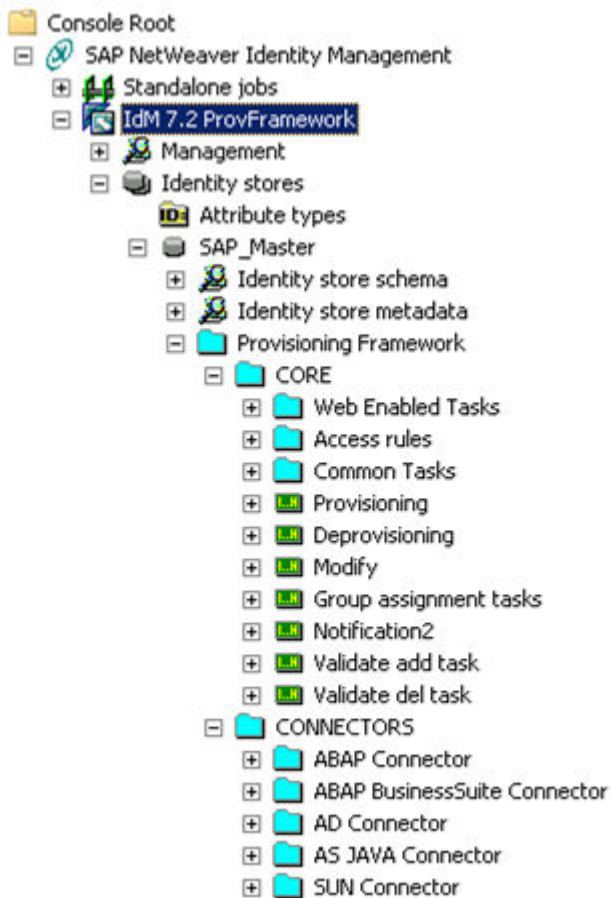 Console Root
SAP NetWeaver Identity Management
Standalone jobs
IdM 7.2 ProvFramework
Management
Identity stores
Attribute types
SAP_Master
Identity store schema
Identity store metadata
Provisioning Framework
CORE
Web Enabled Tasks
Access rules
Common Tasks
Provisioning
Deprovisioning
Modify
Group assignment tasks
Notification2
Validate add task
Validate del task
CONNECTORS
ABAP Connector
ABAP BusinessSuite Connector
AD Connector
AS JAVA Connector
SUN Connector